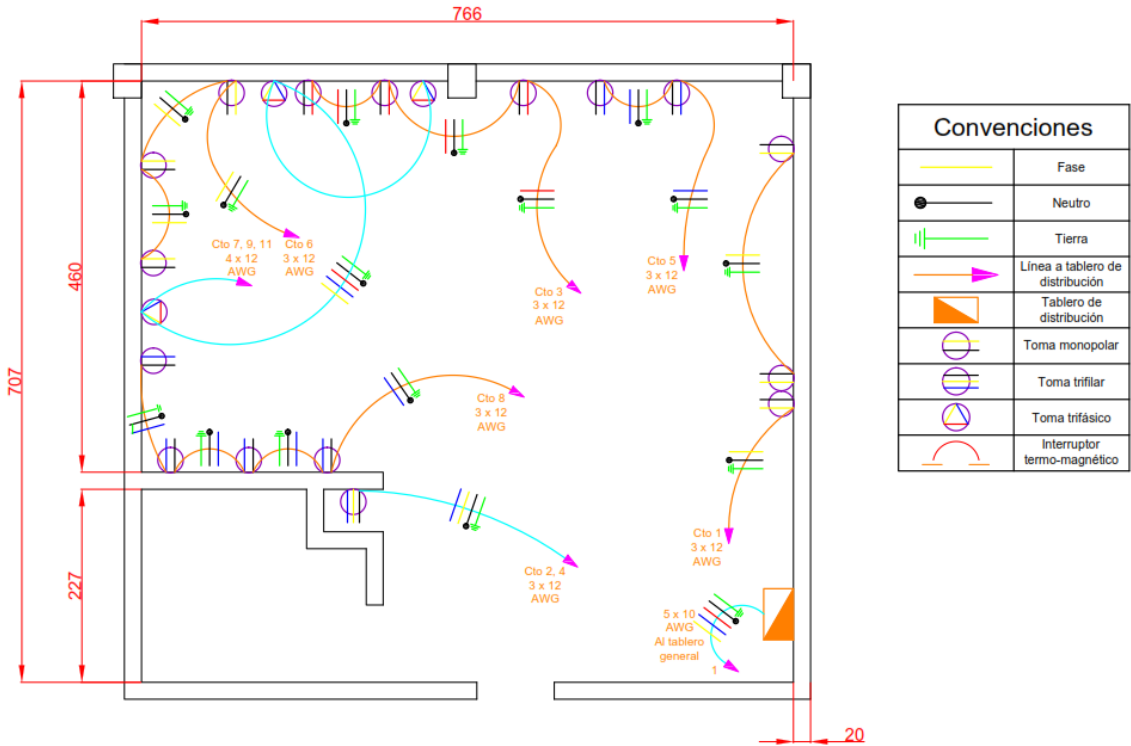 766
707
460
227
20
Cto 7, 9, 11
4 x 12
AWG
Cto 6
3 x 12
AWG
Cto 3
3 x 12
AWG
Cto 5
3 x 12
AWG
Cto 8
3 x 12
AWG
Cto 1
3 x 12
AWG
Cto 2, 4
3 x 12
AWG
5 x 10
AWG
Al tablero
general
1
Convenciones
Fase
Neutro
Tierra
Línea a tablero de
distribución
Tablero de
distribución
Toma monopolar
Toma trifilar
Toma trifásico
Interruptor
termo-magnético